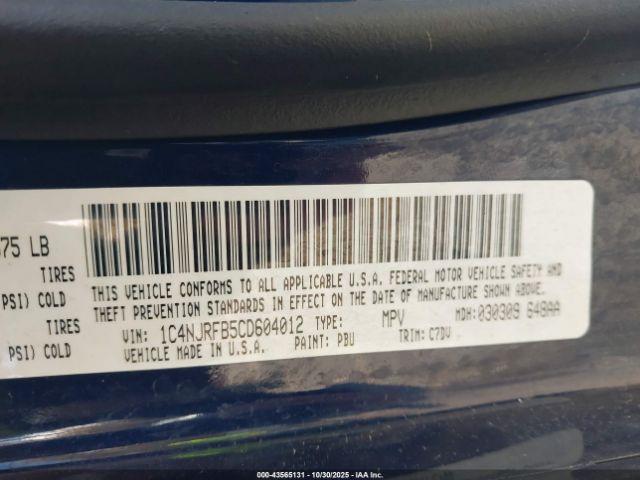 75 LB
TIRES
PSI) COLD
TIRES
PSI) COLD
THIS VEHICLE CONFORMS TO ALL APPLICABLE U.S.A. FEDERAL MOTOR VEHICLE SAFETY AND
THEFT PREVENTION STANDARDS IN EFFECT ON THE DATE OF MANUFACTURE SHOWN ABOVE.
VIN: 1C4NJRFB5CD604012 TYPE: MPV MDH: 030309 648AA
VEHICLE MADE IN U.S.A. PAINT: PBU TRIM: C7DV
000-43565131 - 10/30/2025 - IAA Inc.